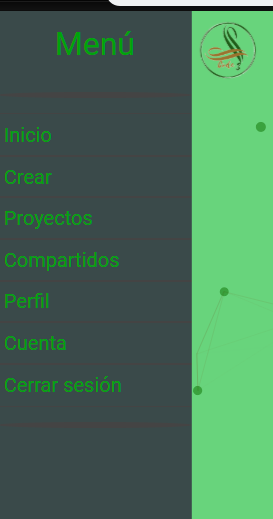 Menú
Inicio
Crear
Proyectos
Compartidos
Perfil
Cuenta
Cerrar sesión